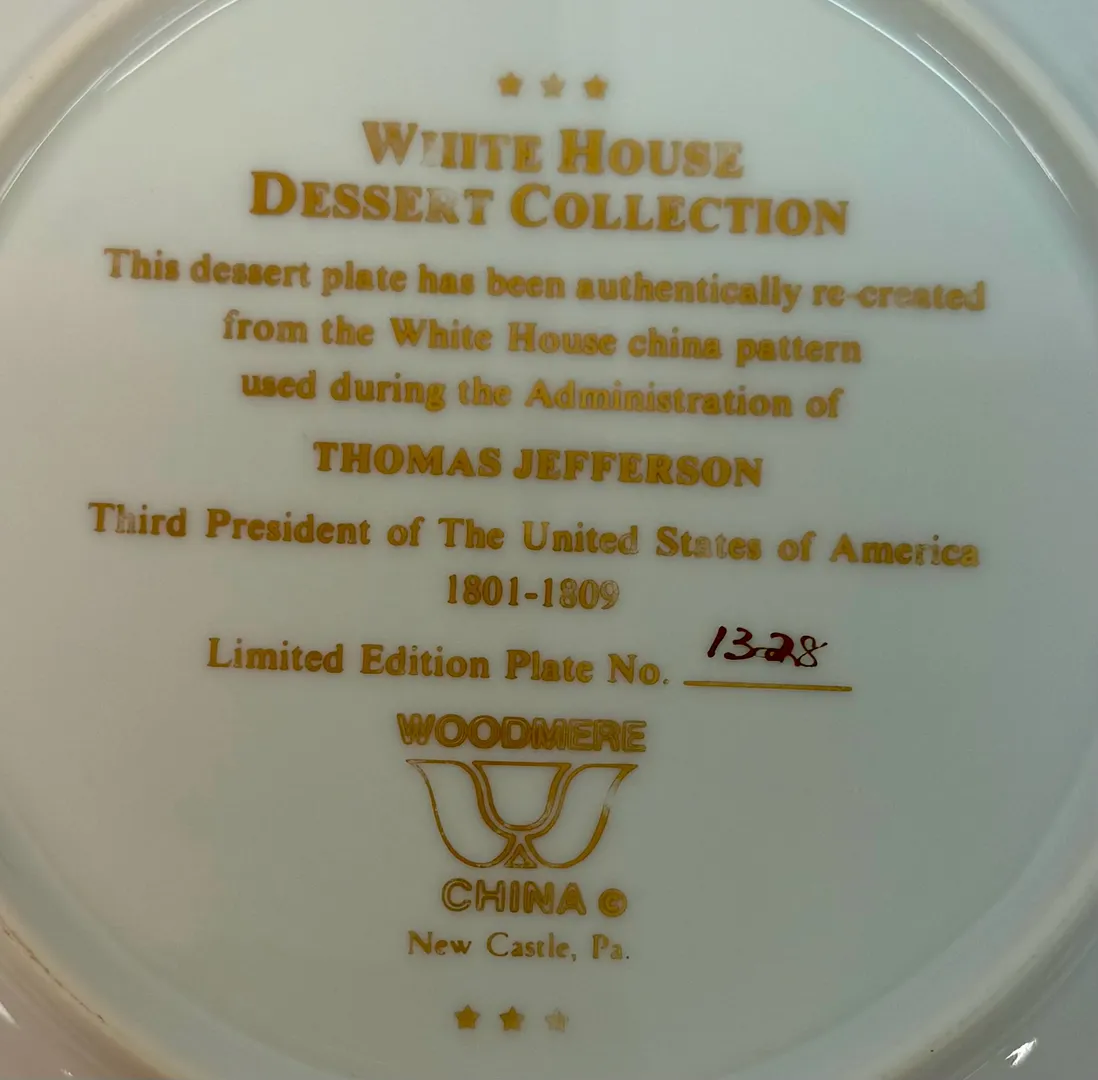 WHITE HOUSE
DESSERT COLLECTION
This dessert plate has been authentically re-created
from the White House china pattern
used during the Administration of
THOMAS JEFFERSON
Third President of The United States of America
1801-1809
Limited Edition Plate No. 1328
WOODMERE
CHINA ©
New Castle, Pa.